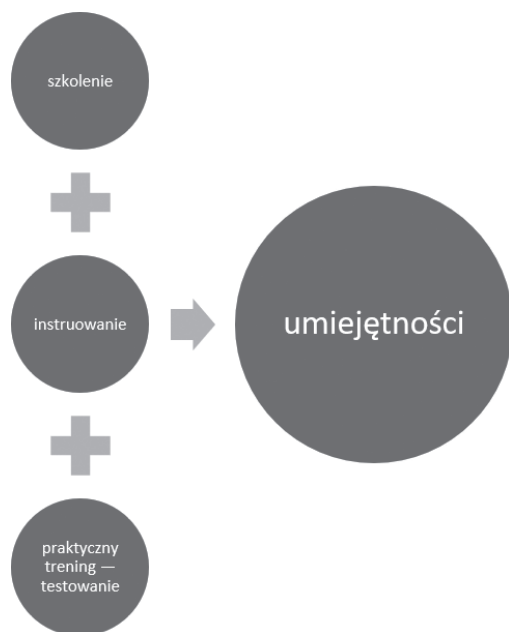 szkolenie
instruowanie
praktyczny
trening —
testowanie
umiejętności